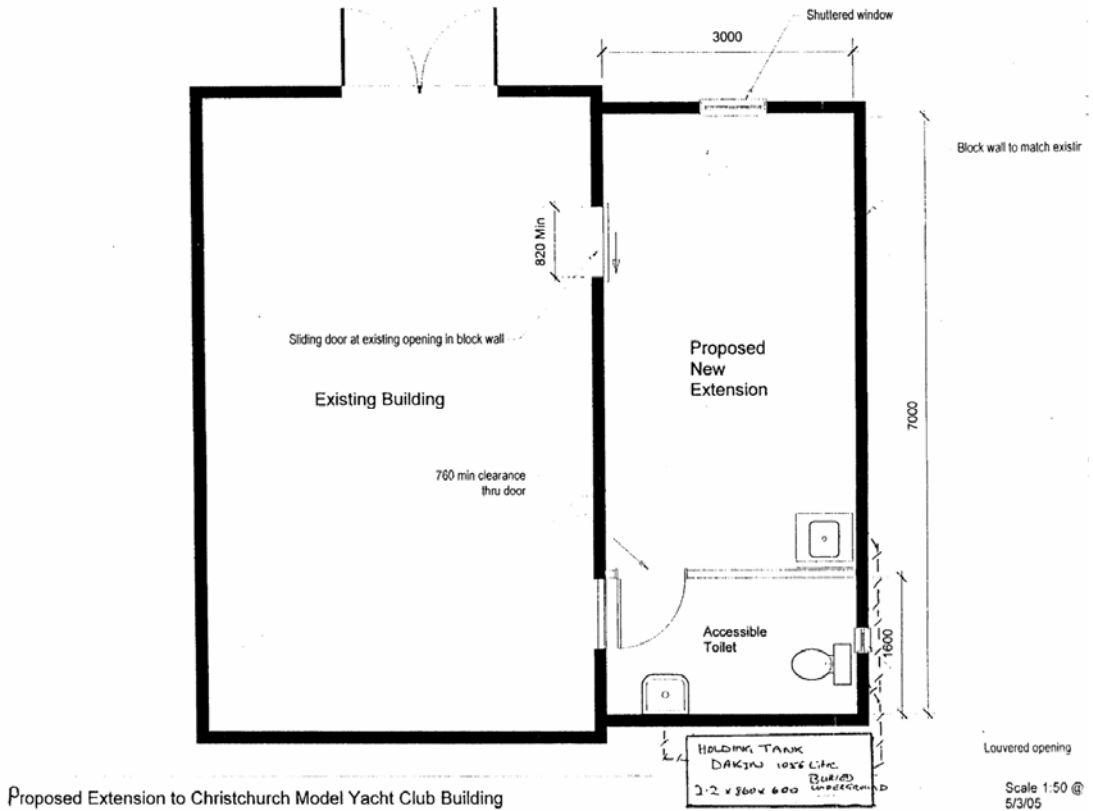 Shuttered window
3000
Block wall to match existir
820 Min
Sliding door at existing opening in block wall
Proposed
New
Extension
Existing Building
7000
760 min clearance
thru door
Accessible
Toilet
1600
HOLDING TANK
DAKIN 1056 Litre
BURIED
2.2 x 860 x 600 UNDERGROUND
Louvered opening
Proposed Extension to Christchurch Model Yacht Club Building
Scale 1:50 @
5/3/05